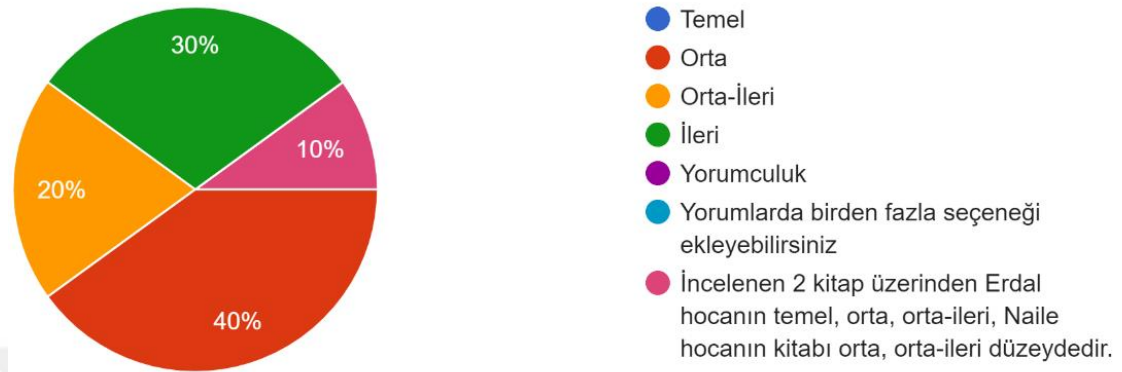 30%
10%
20%
40%
Temel
Orta
Orta-İleri
İleri
Yorumculuk
Yorumlarda birden fazla seçeneği
ekleyebilirsiniz
İncelenen 2 kitap üzerinden Erdal
hocanın temel, orta, orta-ileri, Naile
hocanın kitabı orta, orta-ileri düzeydedir.